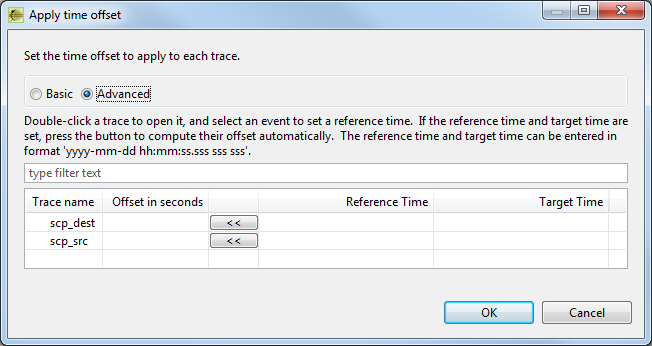 Apply time offset
Set the time offset to apply to each trace.
Basic Advanced
Double-click a trace to open it, and select an event to set a reference time. If the reference time and target time are
set, press the button to compute their offset automatically. The reference time and target time can be entered in
format 'yyyy-mm-dd hh:mm:ss.sss sss sss'.
type filter text
Trace name Offset in seconds Reference Time Target Time
scp_dest <<
scp_src <<
OK Cancel